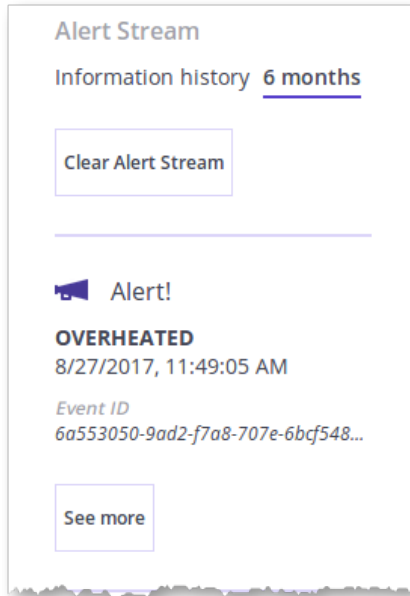 Alert Stream
Information history 6 months
Clear Alert Stream
Alert!
OVERHEATED
8/27/2017, 11:49:05 AM
Event ID
6a553050-9ad2-f7a8-707e-6bcf548...
See more